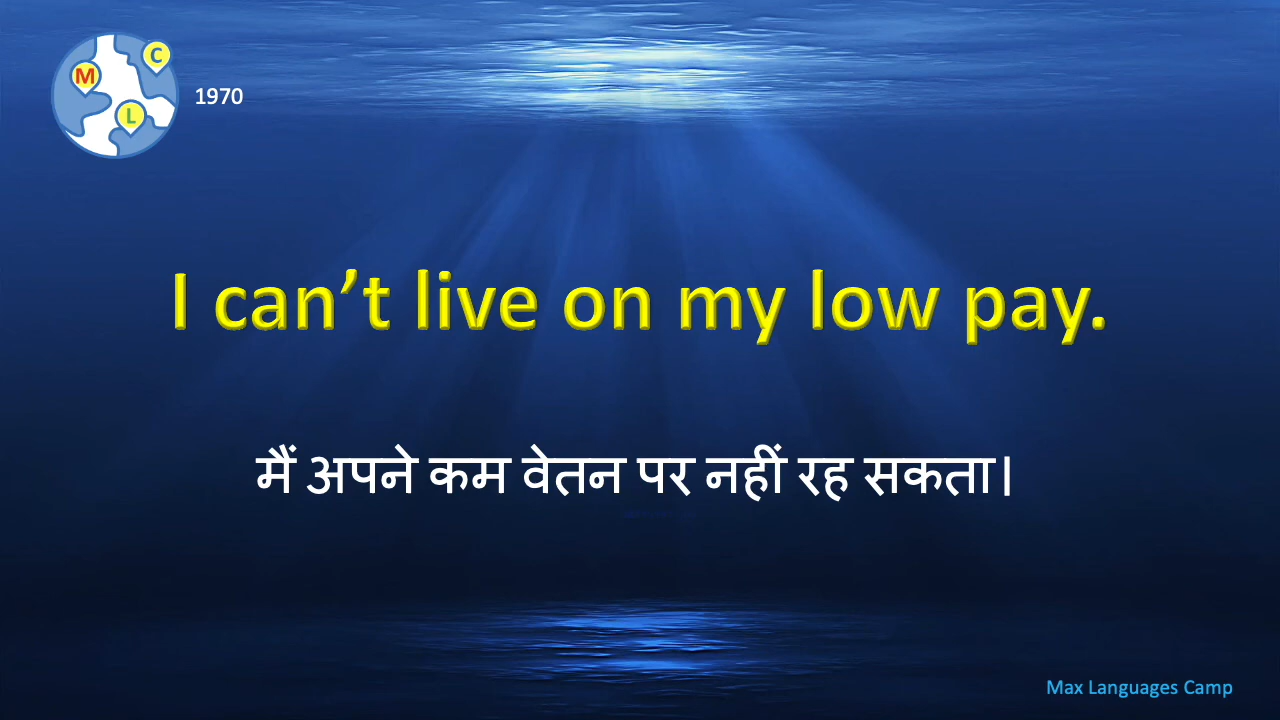 C
M
L
1970
I can’t live on my low pay.
मैं अपने कम वेतन पर नहीं रह सकता।
Max Languages Camp